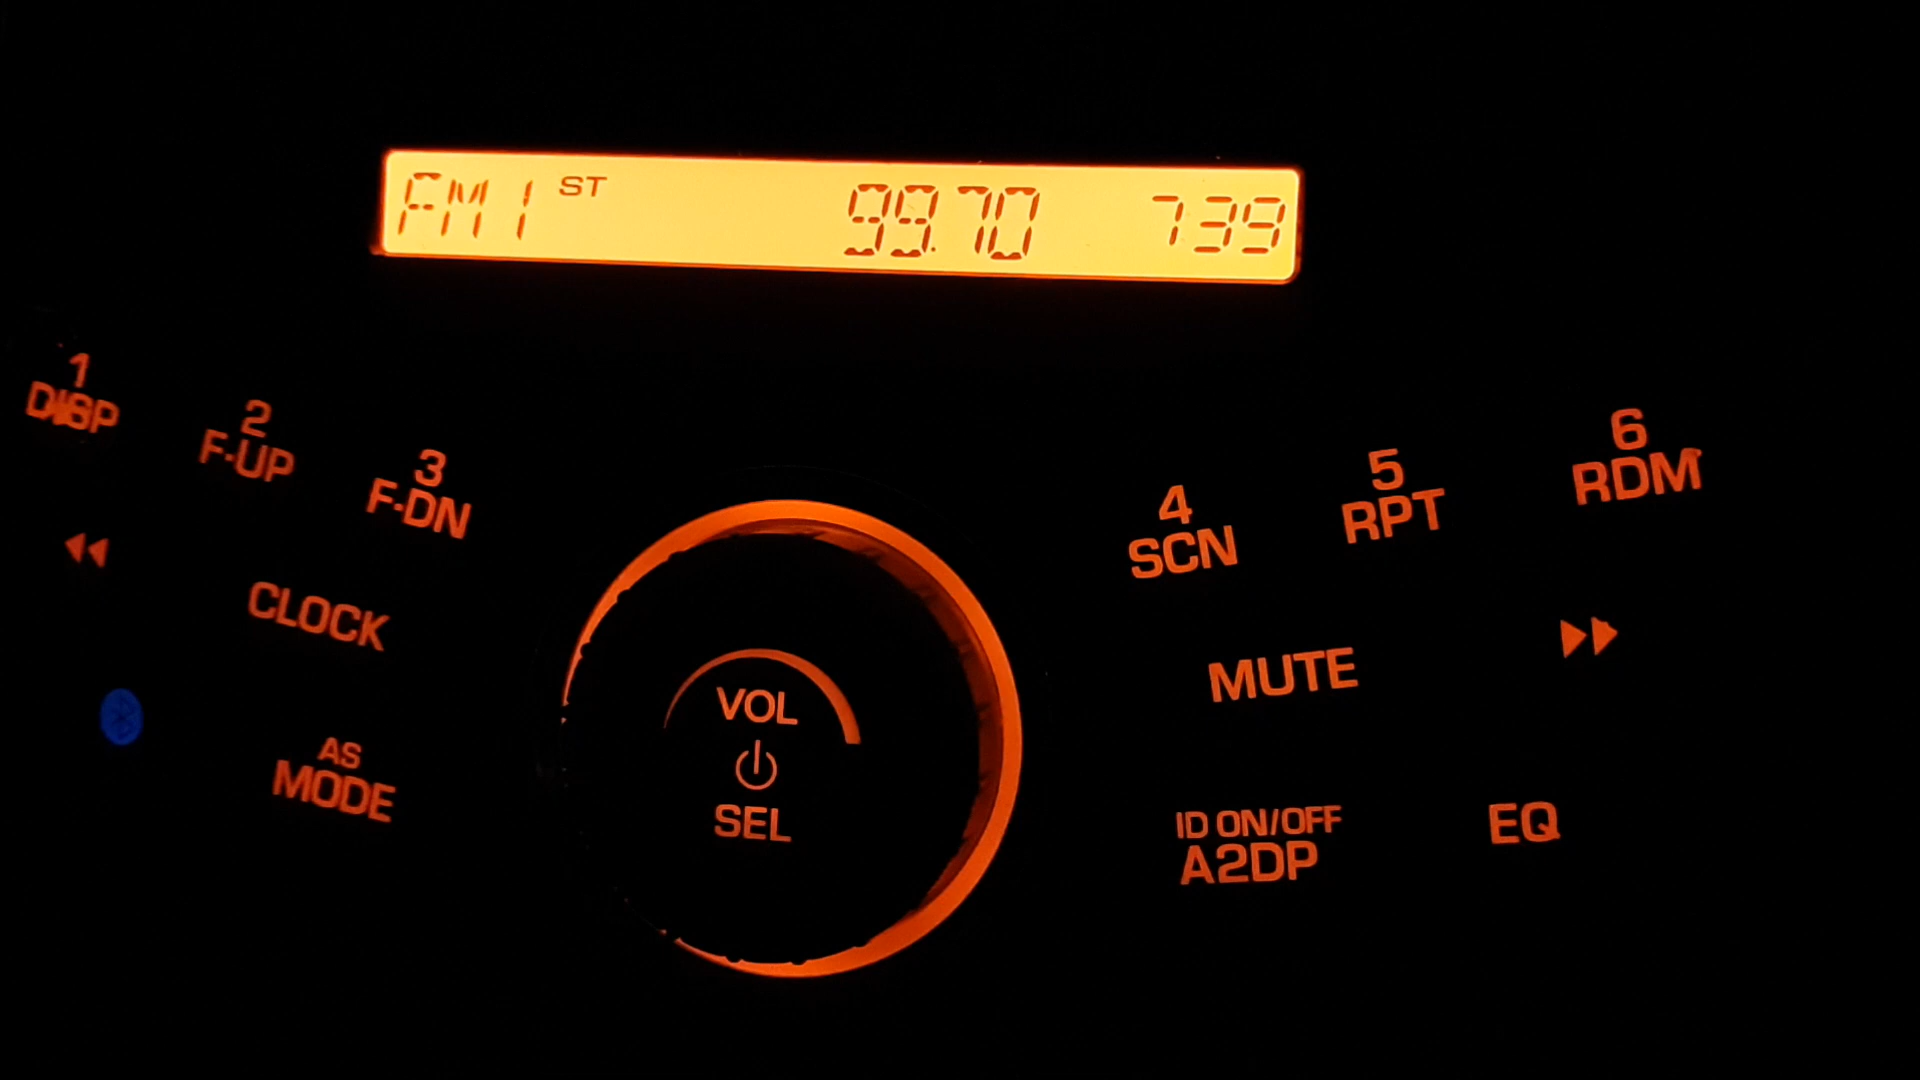 FM1 ST 99.70 739
1
DISP
2
F-UP
3
F-DN
4
SCN
5
RPT
6
RDM
CLOCK
MUTE
VOL
SEL
AS
MODE
ID ON/OFF
A2DP
EQ